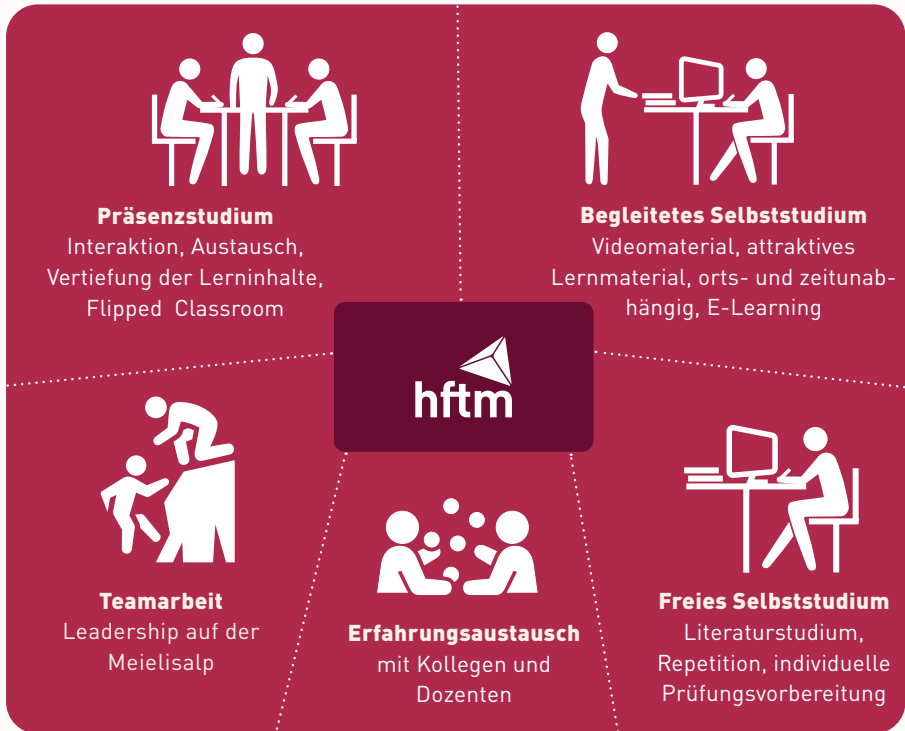 Präsenzstudium
Interaktion, Austausch,
Vertiefung der Lerninhalte,
Flipped Classroom
Begleitetes Selbststudium
Videomaterial, attraktives
Lernmaterial, orts- und zeitunab-
hängig, E-Learning
hftm
Teamarbeit
Leadership auf der
Meielisalp
Erfahrungsaustausch
mit Kollegen und
Dozenten
Freies Selbststudium
Literaturstudium,
Repetition, individuelle
Prüfungsvorbereitung